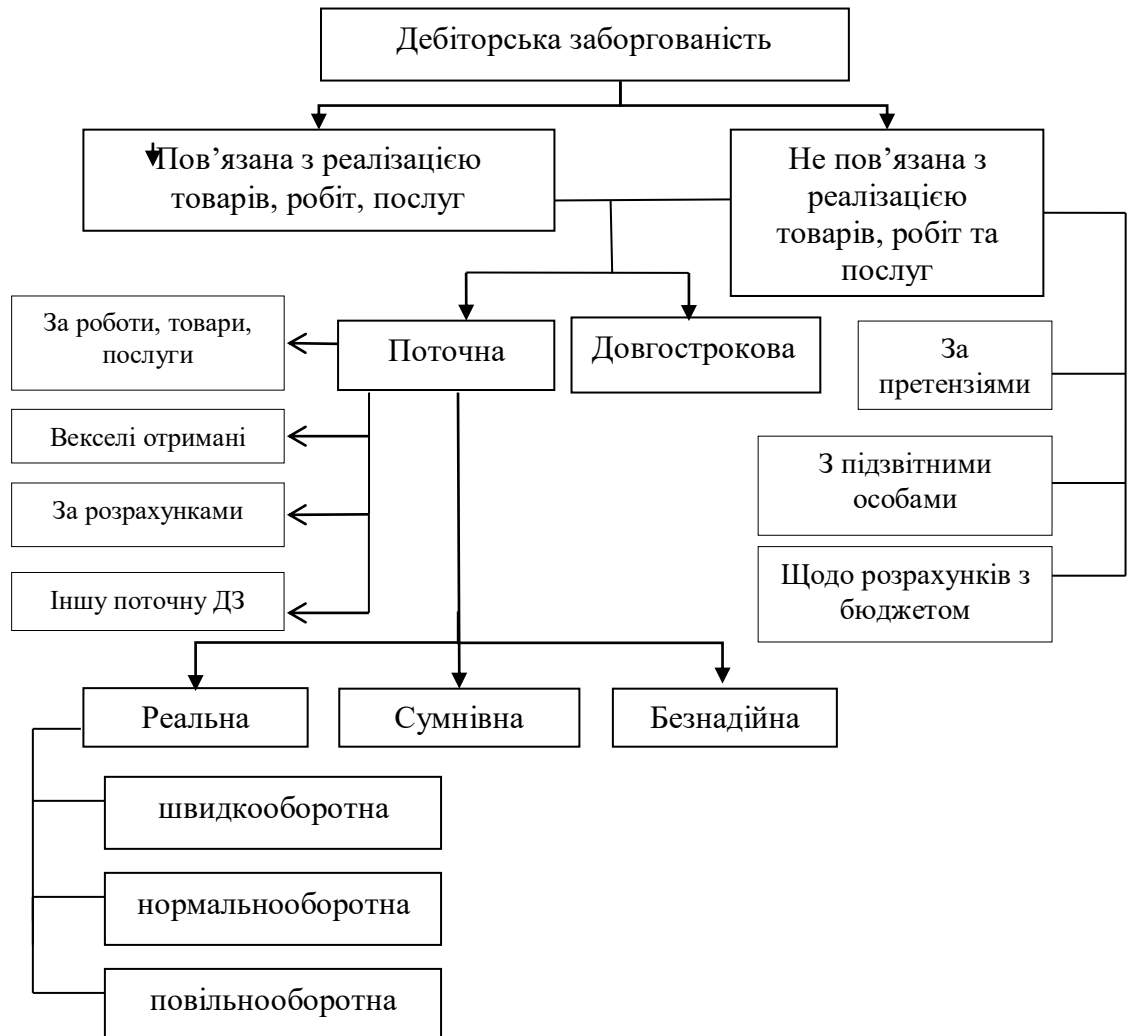 Дебіторська заборгованість
Пов’язана з реалізацією
товарів, робіт, послуг
Не пов’язана з
реалізацією
товарів, робіт та
послуг
За роботи, товари,
послуги
Поточна
Довгострокова
За
претензіями
Векселі отримані
З підзвітними
особами
За розрахунками
Щодо розрахунків з
бюджетом
Іншу поточну ДЗ
Реальна
Сумнівна
Безнадійна
швидкооборотна
нормальнооборотна
повільнооборотна